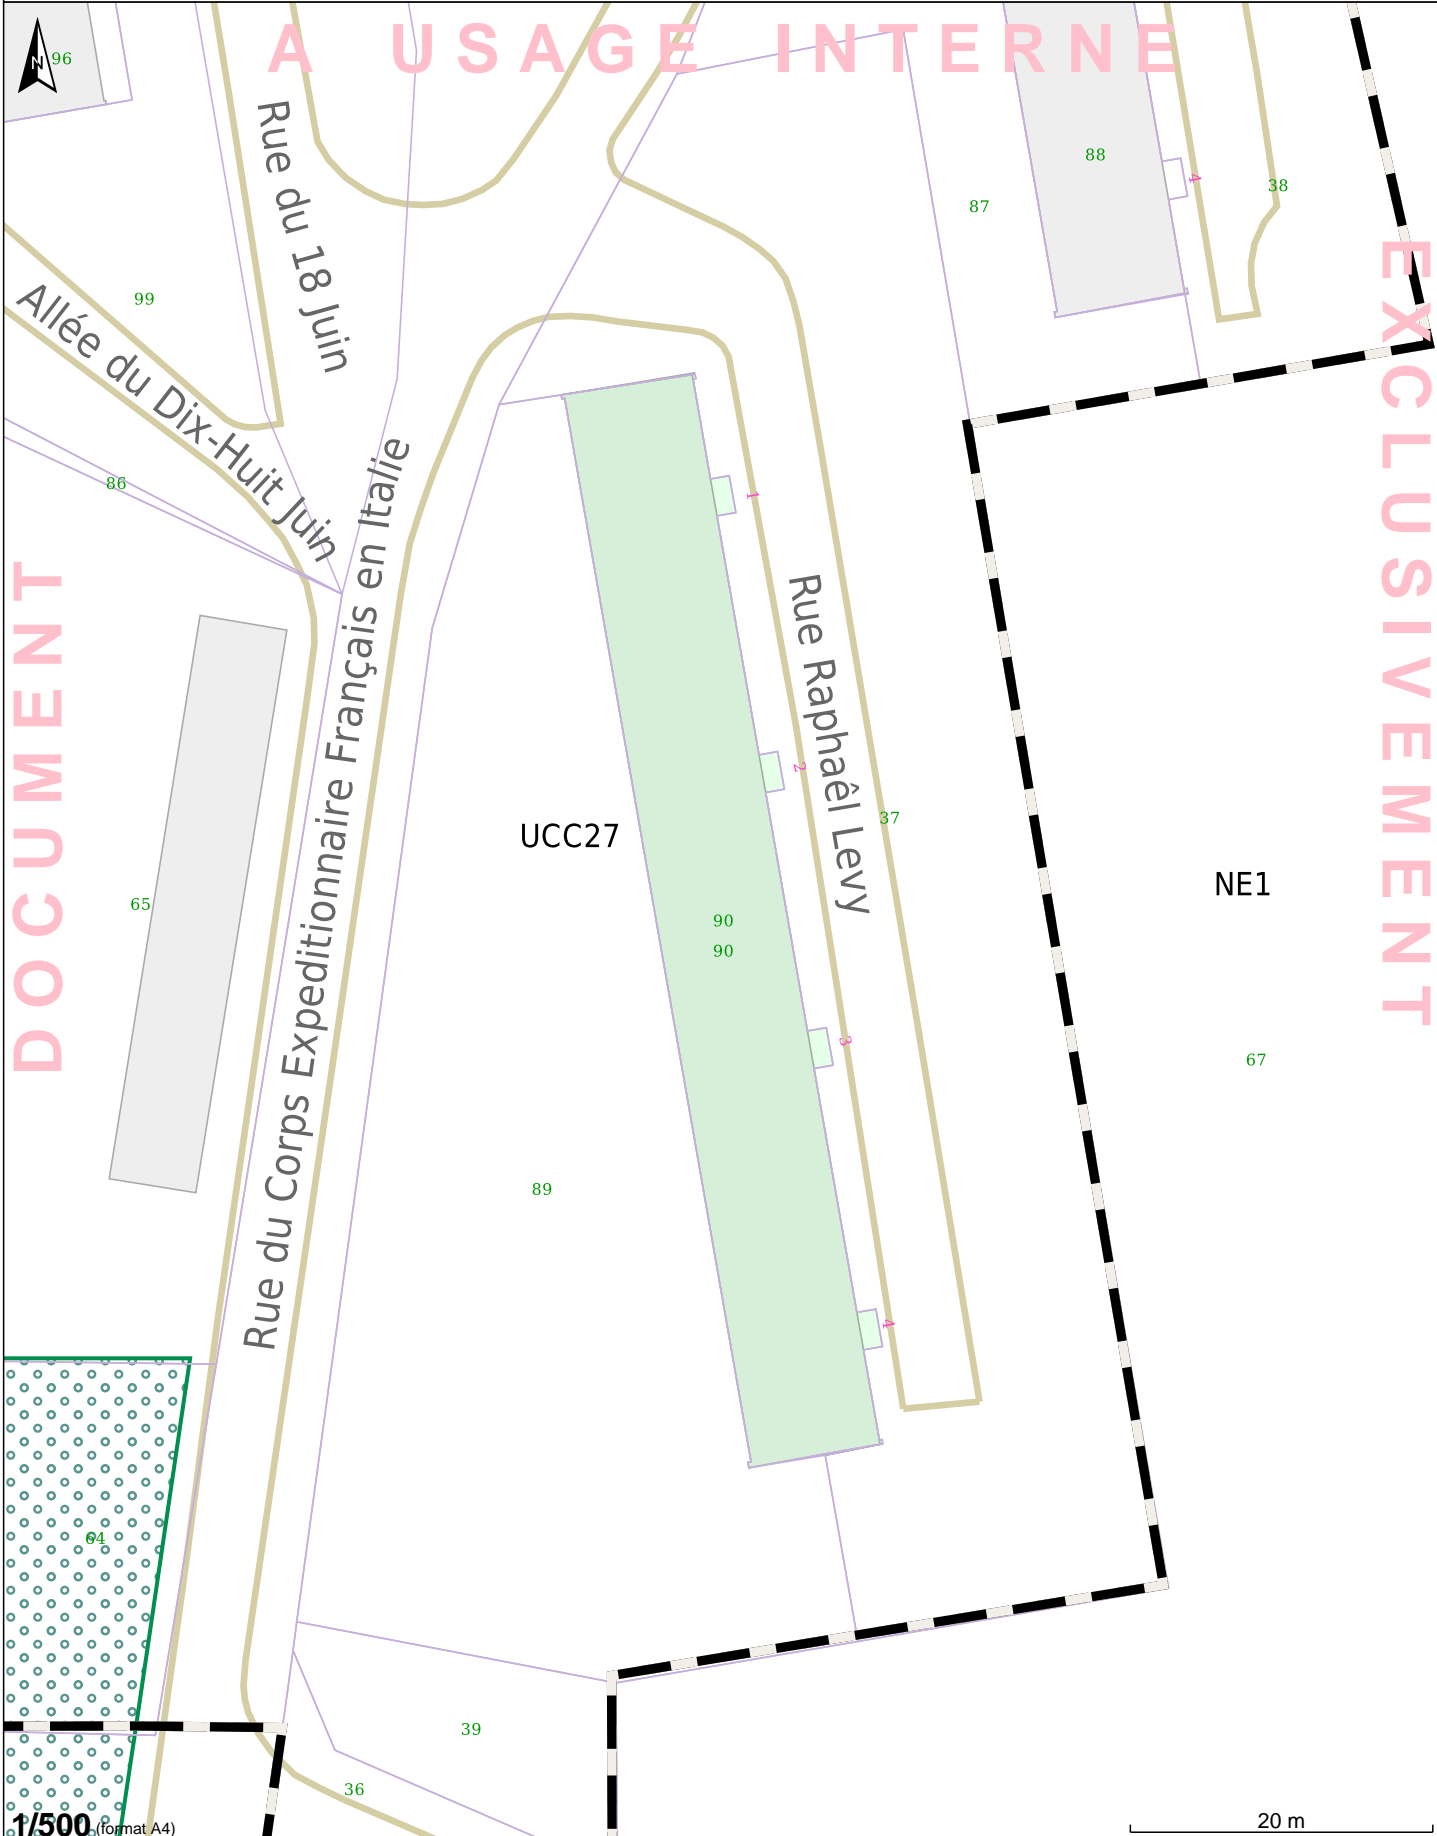 A USAGE INTERNE
EXCLUSIVEMENT
DOCUMENT
N
96
Rue du 18 Juin
88
4
38
87
99
Allée du Dix-Huit Juin
86
Rue du Corps Expeditionnaire Français en Italie
1
Rue Raphaêl Levy
2
37
UCC27
NE1
65
90
90
3
67
89
4
64
39
36
1/500 (format A4)
20 m